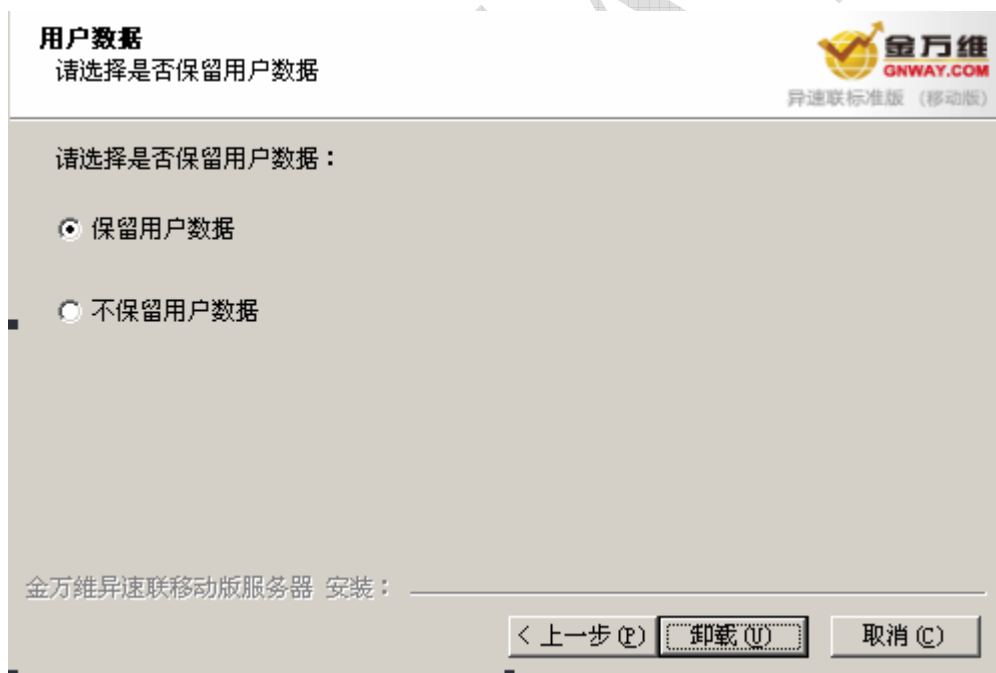 用户数据
请选择是否保留用户数据
金万维
GNWAY.COM
异速联标准版 (移动版)
请选择是否保留用户数据：
保留用户数据
不保留用户数据
金万维异速联移动版服务器 安装：
< 上一步(P)
卸载(U)
取消(C)